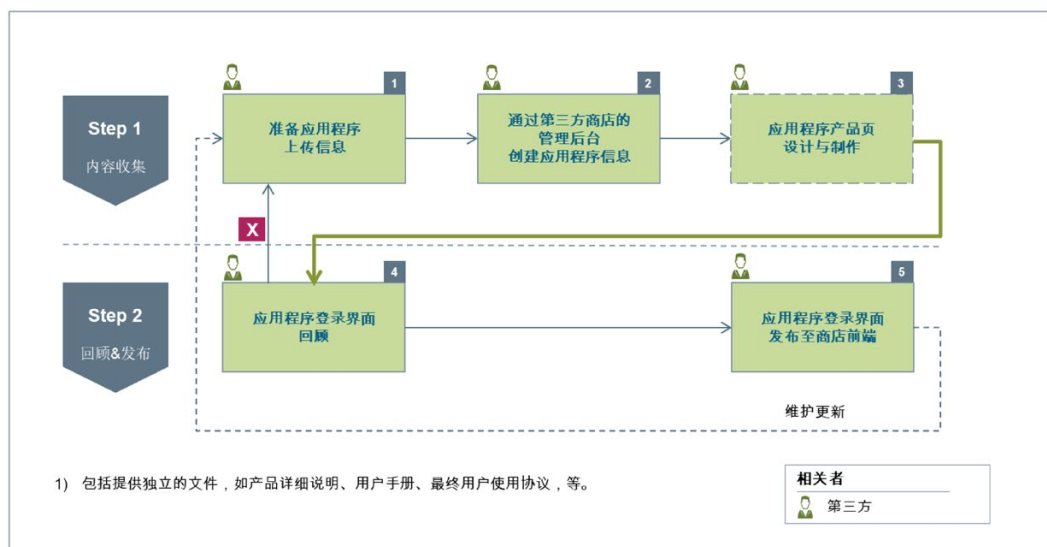 Step 1
内容收集
1
准备应用程序
上传信息
2
通过第三方商店的
管理后台
创建应用程序信息
3
应用程序产品页
设计与制作
X
Step 2
回顾&发布
4
应用程序登录界面
回顾
5
应用程序登录界面
发布至商店前端
维护更新
1) 包括提供独立的文件，如产品详细说明、用户手册、最终用户使用协议，等。
相关者
第三方